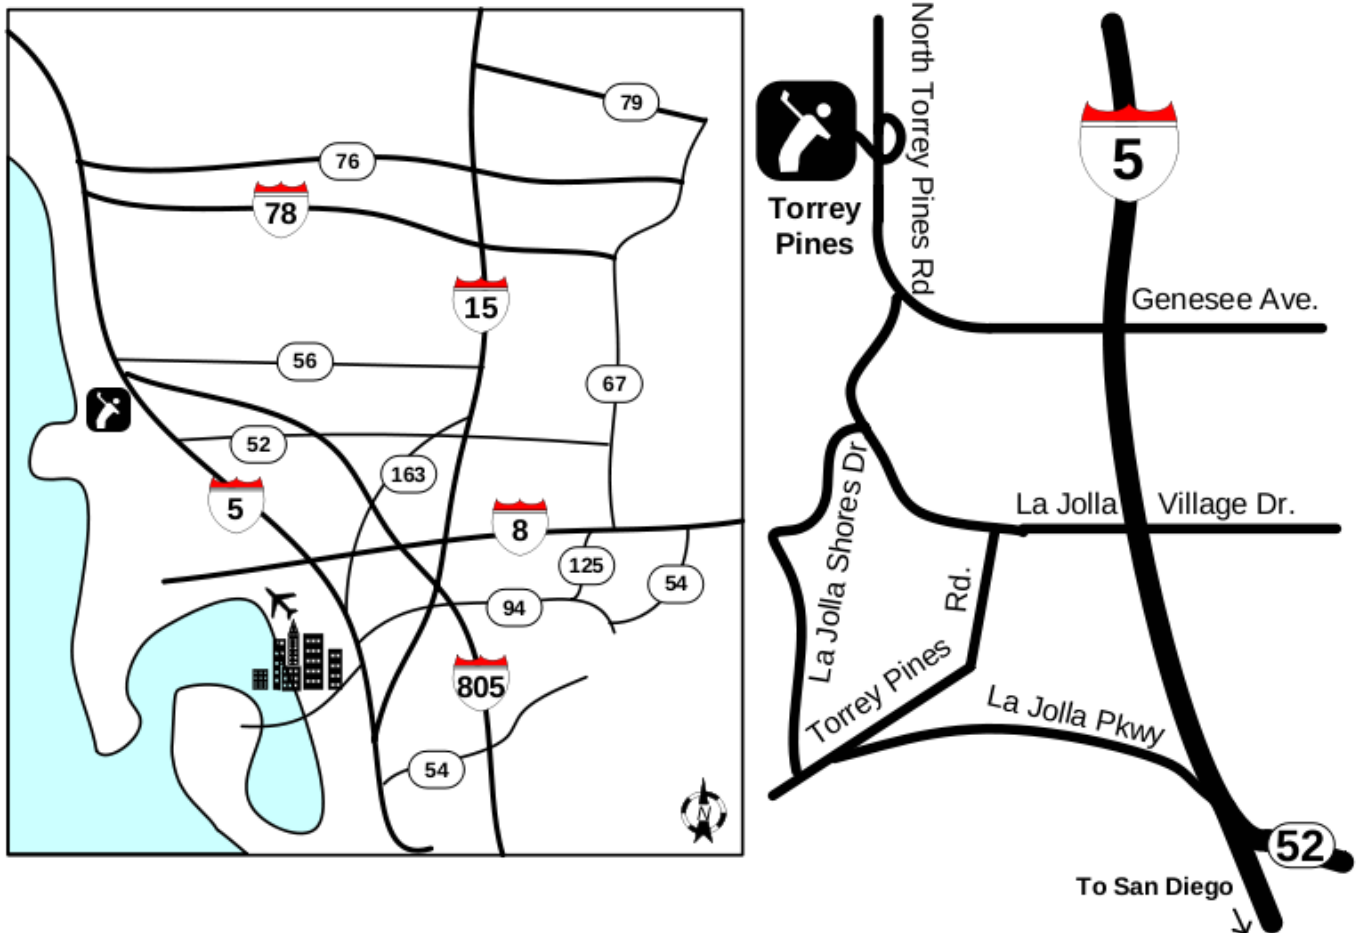 79
76
78
15
56
67
52
163
5
8
125
54
94
805
54
N
North Torrey Pines Rd
5
Torrey
Pines
Genesee Ave.
La Jolla Village Dr.
La Jolla Shores Dr
Rd.
Torrey Pines
La Jolla Pkwy
52
To San Diego